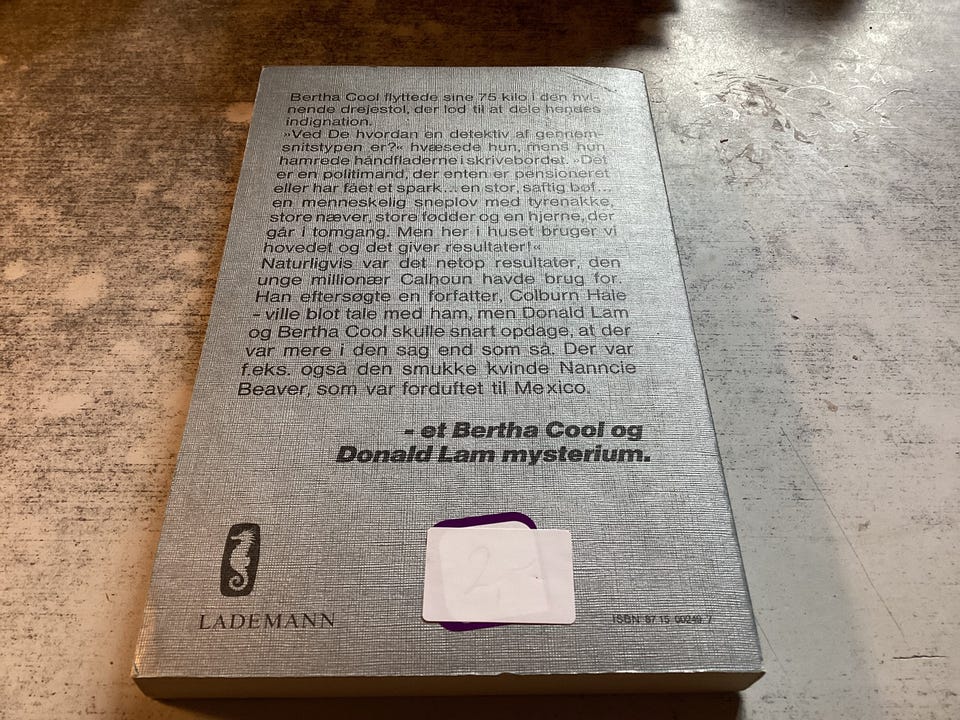 Bertha Cool flyttede sine 75 kilo i den hvi-
nende drejestol, der lod til at dele hendes
indignation.
»Ved De hvordan en detektiv af gennem-
snitstypen er?« hvæsede hun, mens hun
hamrede håndfladerne i skrivebordet. »Det
er en politimand, der enten er pensioneret
eller har fået et spark...en stor, saftig bøf...
en menneskelig sneplov med tyrenakke,
store næver, store fødder og en hjerne, der
går i tomgang. Men her i huset bruger vi
hovedet og det giver resultater!«
Naturligvis var det netop resultater, den
unge millionær Calhoun havde brug for.
Han eftersøgte en forfatter, Colburn Hale
- ville blot tale med ham, men Donald Lam
og Bertha Cool skulle snart opdage, at der
var mere i den sag end som så. Der var
f.eks. også den smukke kvinde Nanncie
Beaver, som var forduftet til Mexico.
- et Bertha Cool og
Donald Lam mysterium.
LADEMANN
ISBN 87 15 00249 7